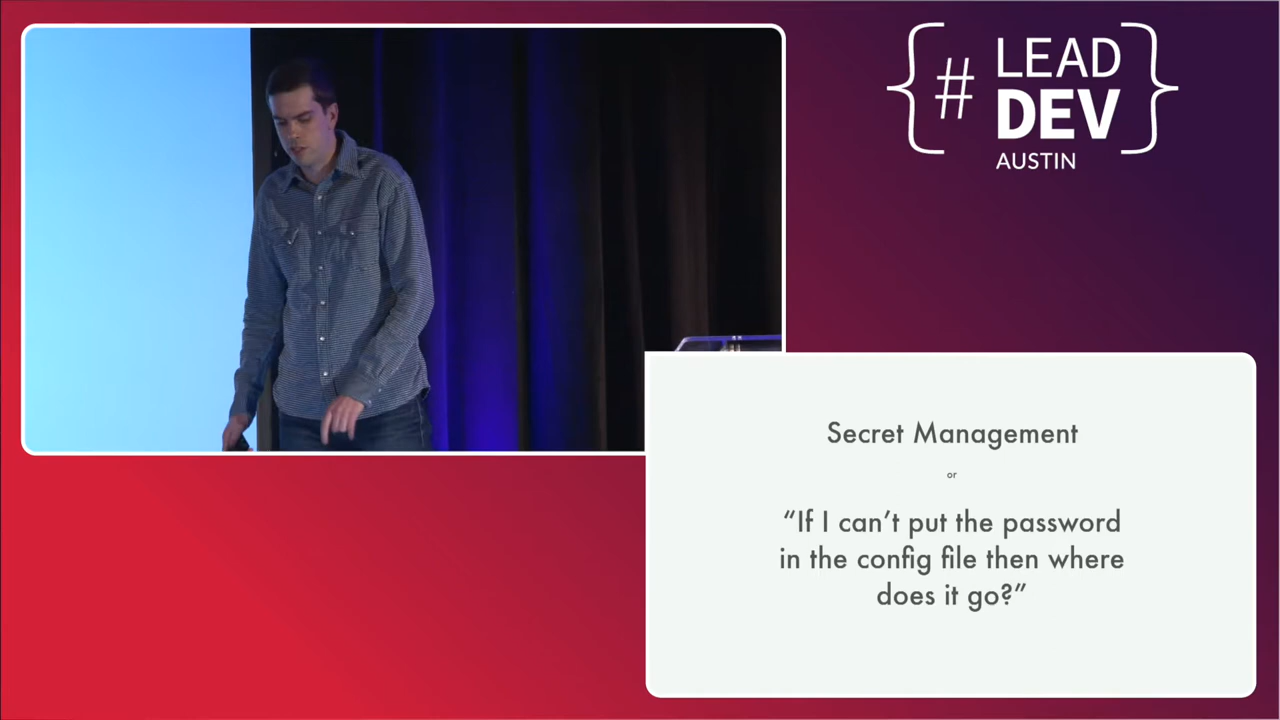 {# LEAD
DEV}
AUSTIN
Secret Management
or
“If I can’t put the password
in the config file then where
does it go?”